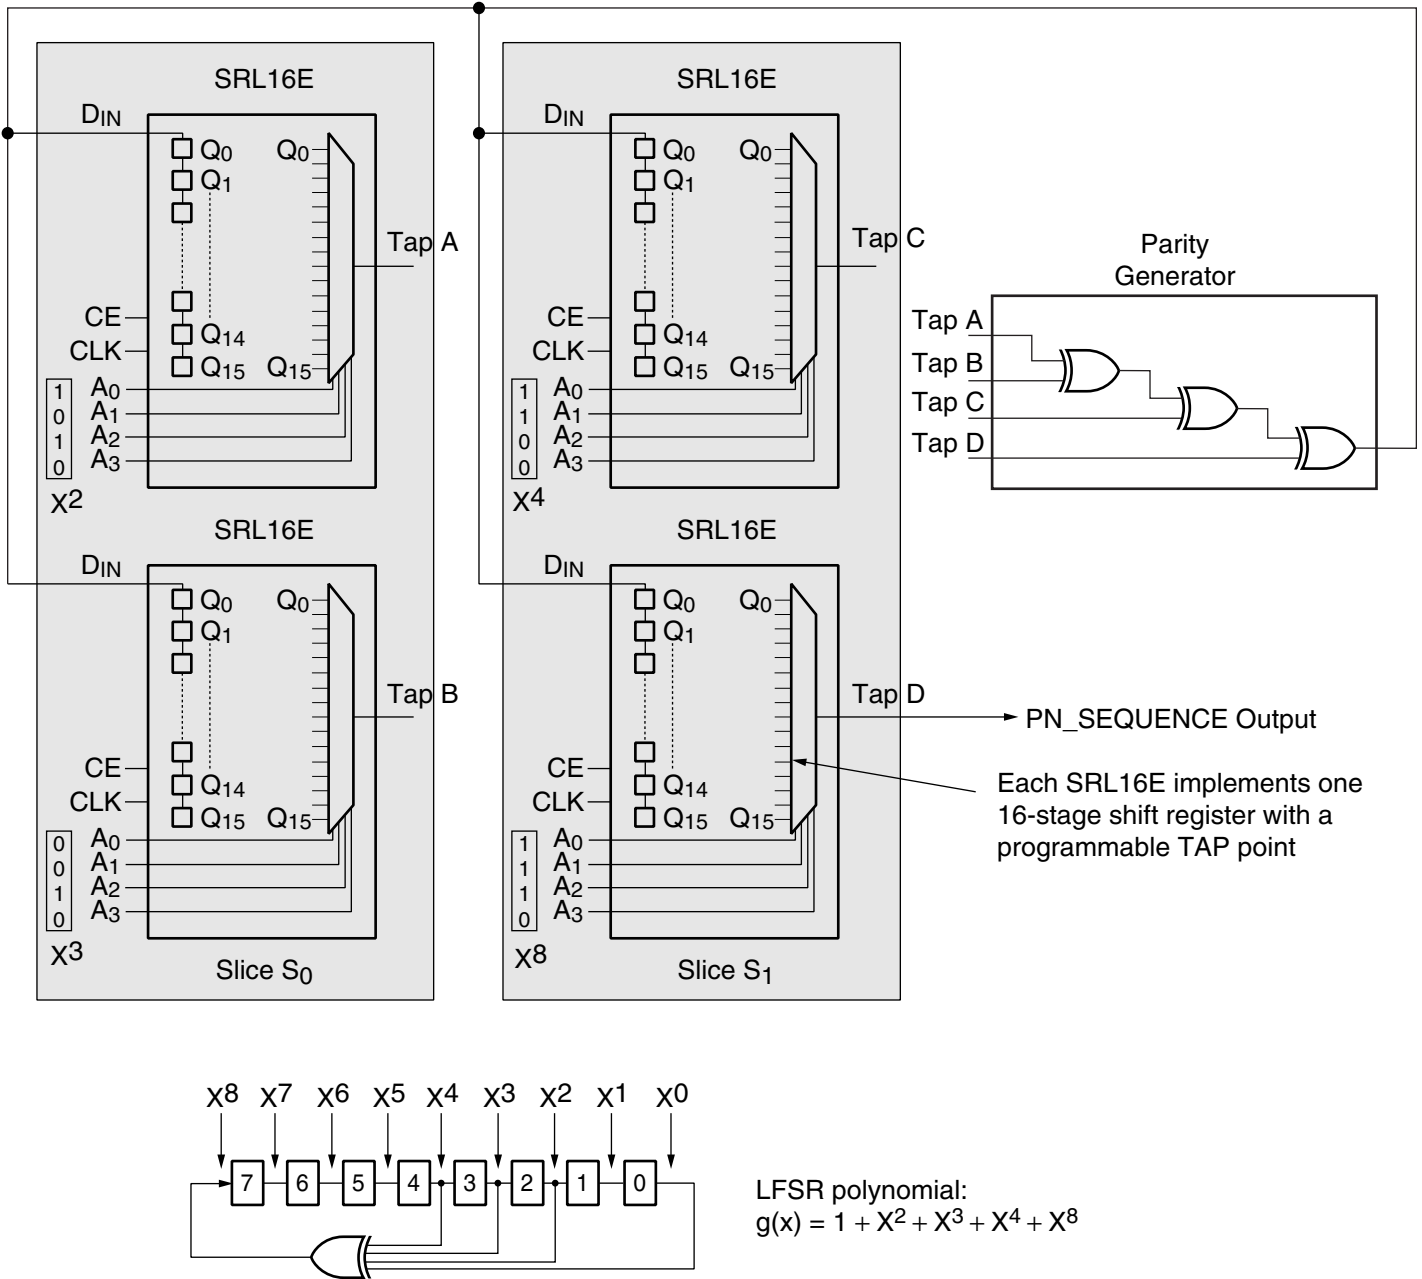 SRL16E
DIN
Q0
Q0
Q1
Tap A
CE
Q14
CLK
Q15
Q15
1
A0
0
A1
1
A2
0
A3
X2
SRL16E
DIN
Q0
Q0
Q1
Tap C
CE
Q14
CLK
Q15
Q15
1
A0
1
A1
0
A2
0
A3
X4
Parity
Generator
Tap A
Tap B
Tap C
Tap D
SRL16E
DIN
Q0
Q0
Q1
Tap B
CE
Q14
CLK
Q15
Q15
0
A0
0
A1
1
A2
0
A3
X3
Slice S0
SRL16E
DIN
Q0
Q0
Q1
Tap D
PN_SEQUENCE Output
CE
Q14
CLK
Q15
Q15
1
A0
1
A1
1
A2
0
A3
X8
Slice S1
Each SRL16E implements one
16-stage shift register with a
programmable TAP point
X8 X7 X6 X5 X4 X3 X2 X1 X0
7 6 5 4 3 2 1 0
LFSR polynomial:
g(x) = 1 + X2 + X3 + X4 + X8